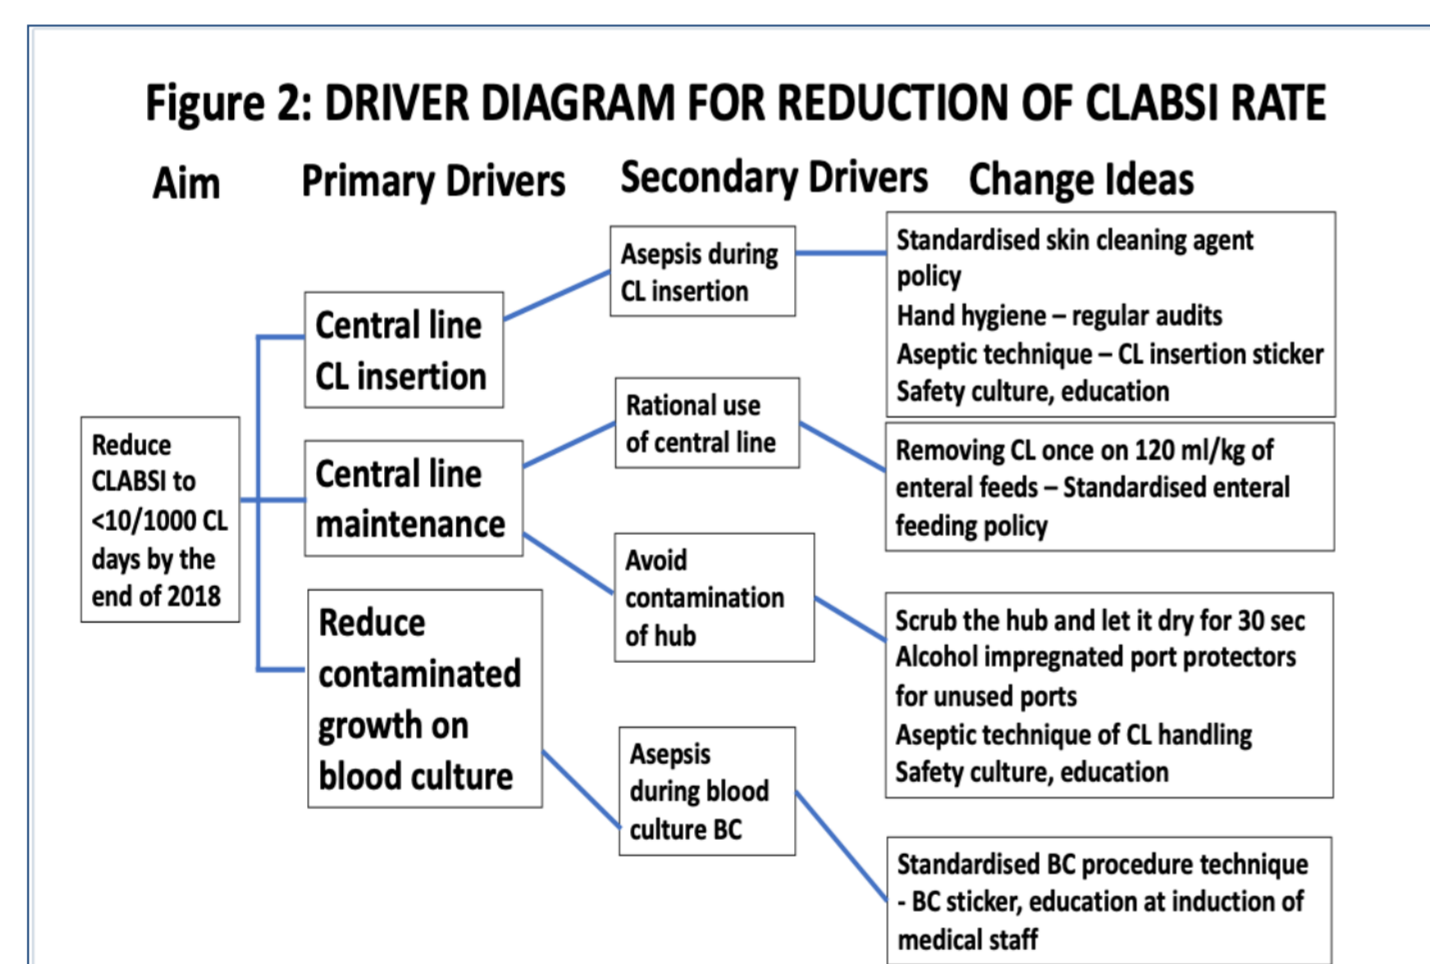 Figure 2: DRIVER DIAGRAM FOR REDUCTION OF CLABSI RATE
Aim
Primary Drivers
Secondary Drivers
Change Ideas
Reduce
CLABSI to
<10/1000 CL
days by the
end of 2018
Central line
CL insertion
Central line
maintenance
Reduce
contaminated
growth on
blood culture
Asepsis during
CL insertion
Rational use
of central line
Avoid
contamination
of hub
Asepsis
during blood
culture BC
Standardised skin cleaning agent
policy
Hand hygiene – regular audits
Aseptic technique – CL insertion sticker
Safety culture, education
Removing CL once on 120 ml/kg of
enteral feeds – Standardised enteral
feeding policy
Scrub the hub and let it dry for 30 sec
Alcohol impregnated port protectors
for unused ports
Aseptic technique of CL handling
Safety culture, education
Standardised BC procedure technique
- BC sticker, education at induction of
medical staff